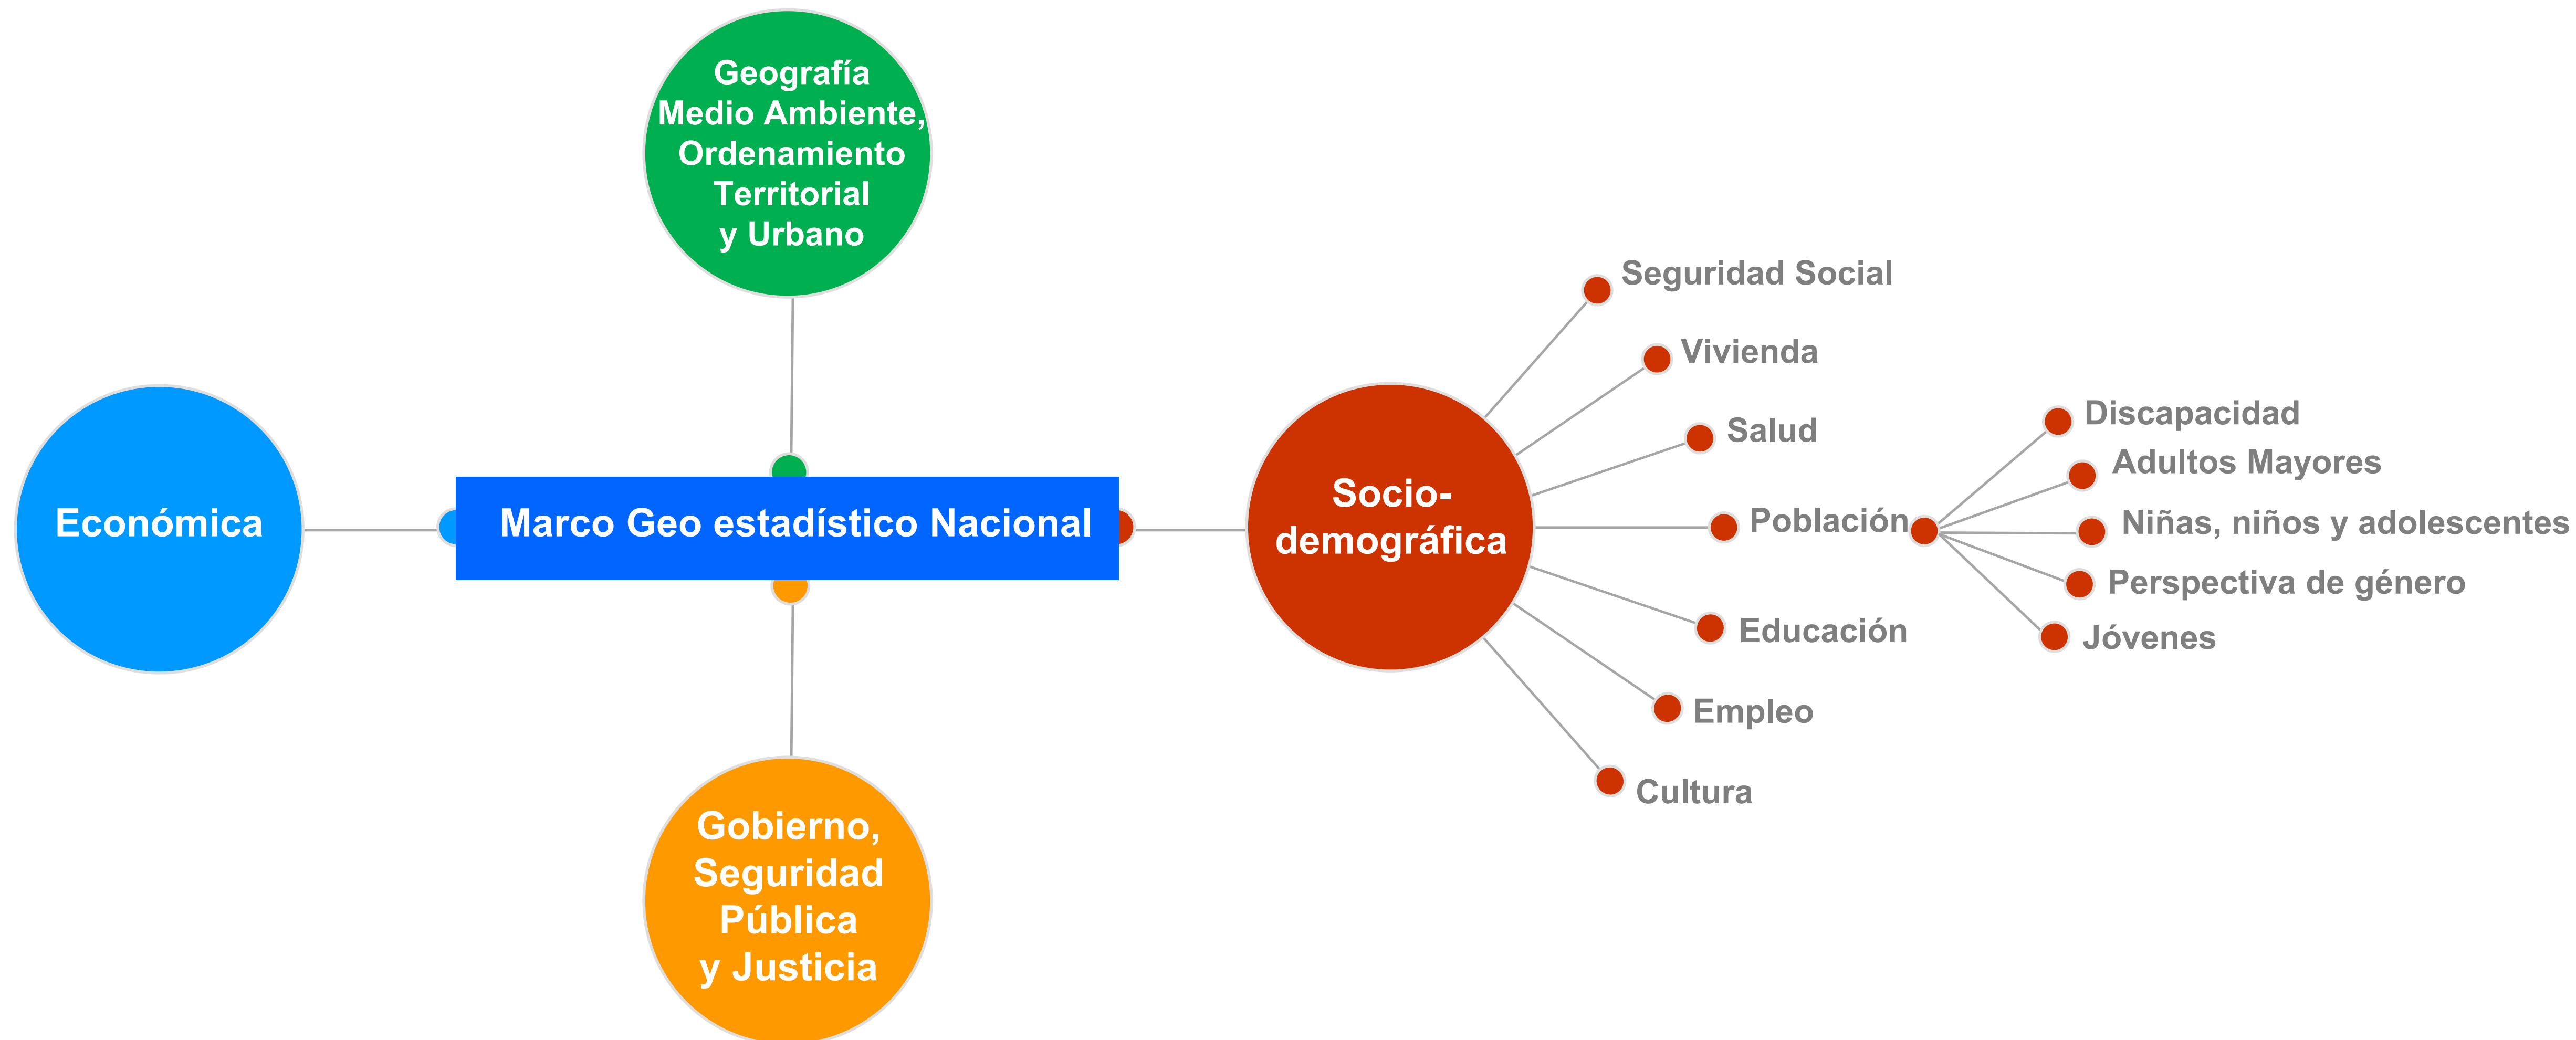 Geografía
Medio Ambiente,
Ordenamiento
Territorial
y Urbano
Económica
Marco Geo estadístico Nacional
Socio-
demográfica
Gobierno,
Seguridad
Pública
y Justicia
Seguridad Social
Vivienda
Salud
Población
Educación
Empleo
Cultura
Discapacidad
Adultos Mayores
Niñas, niños y adolescentes
Perspectiva de género
Jóvenes